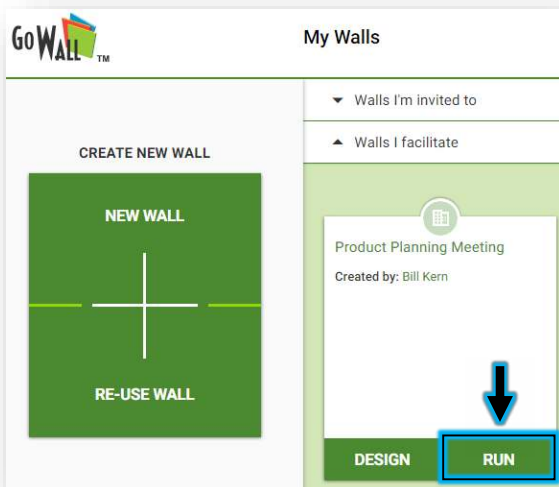 GoWALL TM
My Walls
Walls I'm invited to
Walls I facilitate
CREATE NEW WALL
NEW WALL
RE-USE WALL
Product Planning Meeting
Created by: Bill Kern
DESIGN
RUN